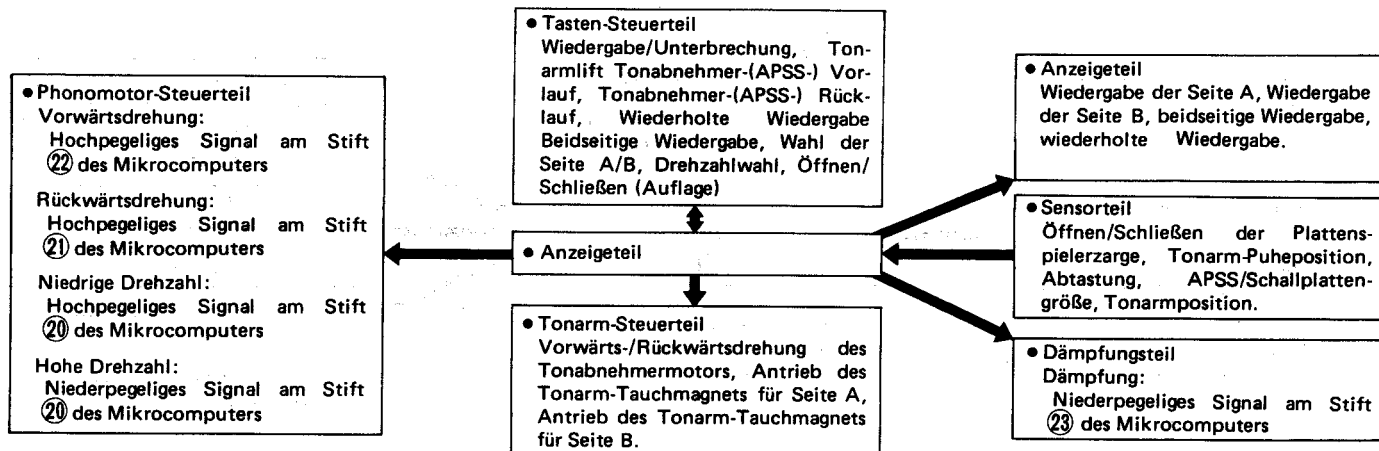 ● Phonomotor-Steuerteil
Vorwärtsdrehung:
Hochpegeliges Signal am Stift
㉒ des Mikrocomputers
Rückwärtsdrehung:
Hochpegeliges Signal am Stift
㉑ des Mikrocomputers
Niedrige Drehzahl:
Hochpegeliges Signal am Stift
⑳ des Mikrocomputers
Hohe Drehzahl:
Niederpegeliges Signal am Stift
⑳ des Mikrocomputers
● Tasten-Steuerteil
Wiedergabe/Unterbrechung, Ton-
armlift Tonabnehmer-(APSS-) Vor-
lauf, Tonabnehmer-(APSS-) Rück-
lauf, Wiederholte Wiedergabe
Beidseitige Wiedergabe, Wahl der
Seite A/B, Drehzahlwahl, Öffnen/
Schließen (Auflage)
● Anzeigeteil
● Tonarm-Steuerteil
Vorwärts-/Rückwärtsdrehung des
Tonabnehmermotors, Antrieb des
Tonarm-Tauchmagnets für Seite A,
Antrieb des Tonarm-Tauchmagnets
für Seite B.
● Anzeigeteil
Wiedergabe der Seite A, Wiedergabe
der Seite B, beidseitige Wiedergabe,
wiederholte Wiedergabe.
● Sensorteil
Öffnen/Schließen der Plattens-
pielerzarge, Tonarm-Puheposition,
Abtastung, APSS/Schallplatten-
größe, Tonarmposition.
● Dämpfungsteil
Dämpfung:
Niederpegeliges Signal am Stift
㉓ des Mikrocomputers